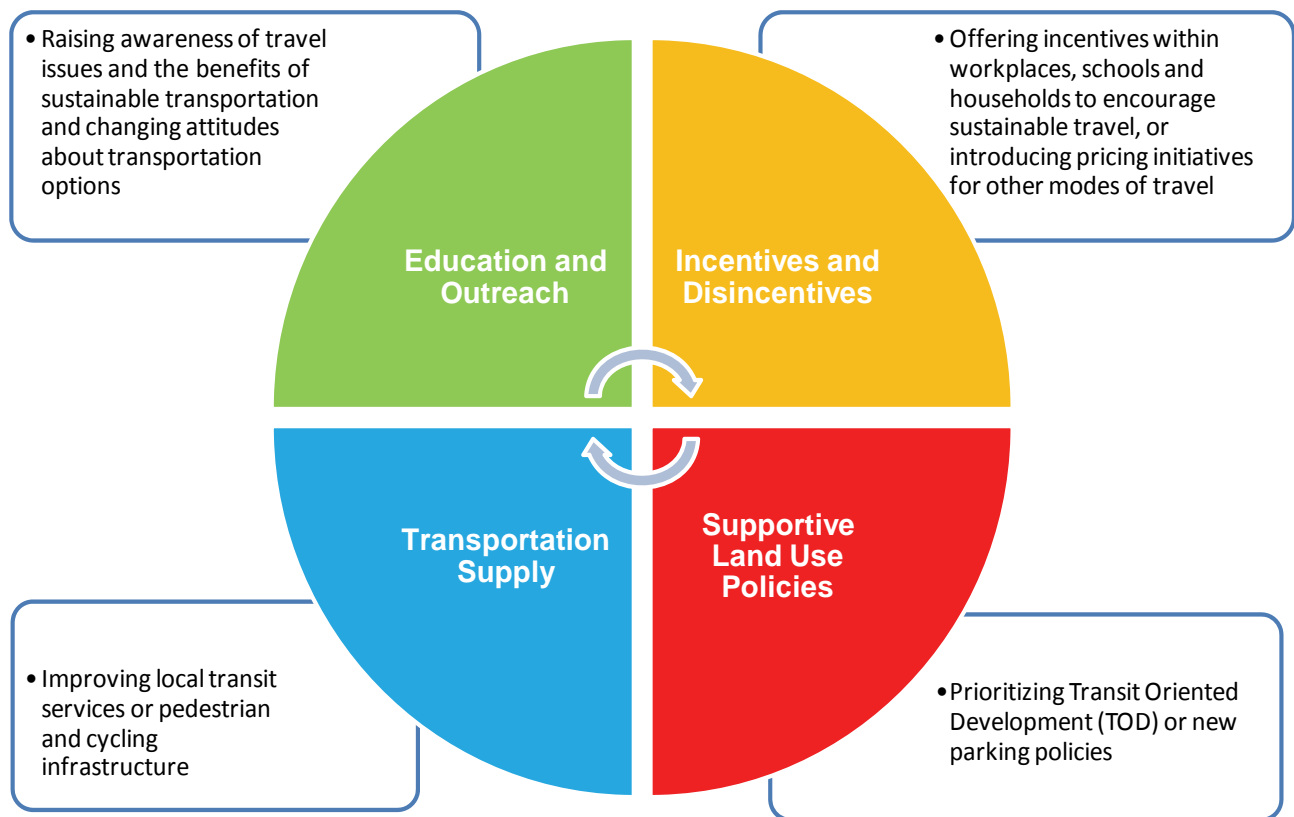 • Raising awareness of travel
issues and the benefits of
sustainable transportation
and changing attitudes
about transportation
options
• Offering incentives within
workplaces, schools and
households to encourage
sustainable travel, or
introducing pricing initiatives
for other modes of travel
Education and
Outreach
Incentives and
Disincentives
Transportation
Supply
Supportive
Land Use
Policies
• Improving local transit
services or pedestrian
and cycling
infrastructure
• Prioritizing Transit Oriented
Development (TOD) or new
parking policies